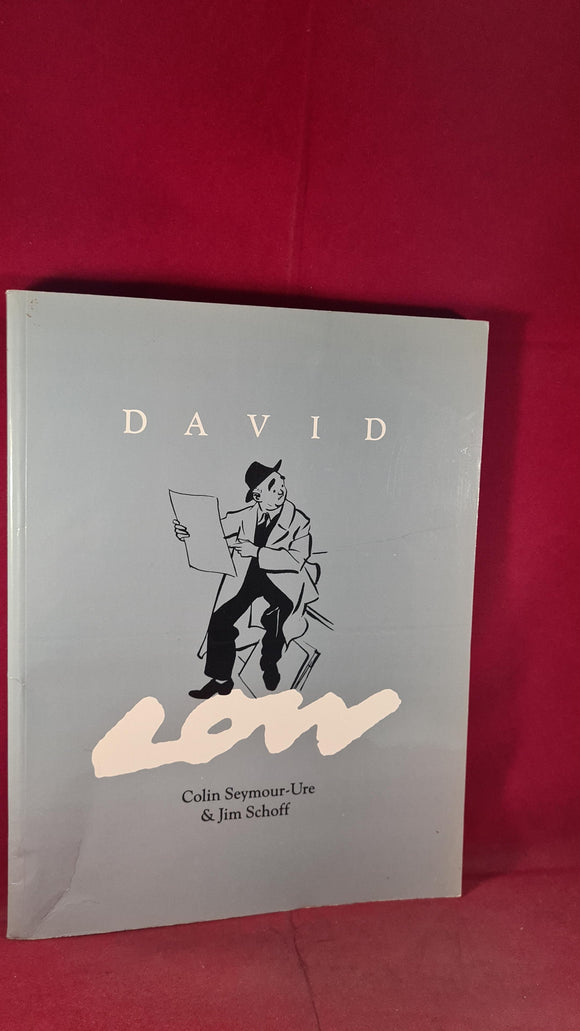 DAVID
LOW
Colin Seymour-Ure
& Jim Schoff